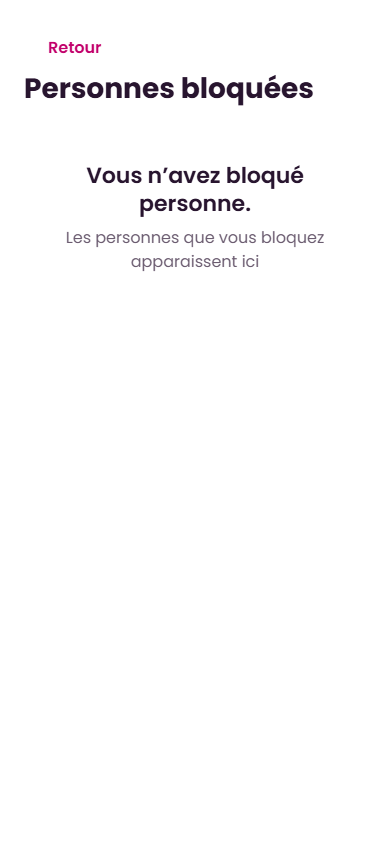 Retour
Personnes bloquées
Vous n’avez bloqué
personne.
Les personnes que vous bloquez
apparaissent ici